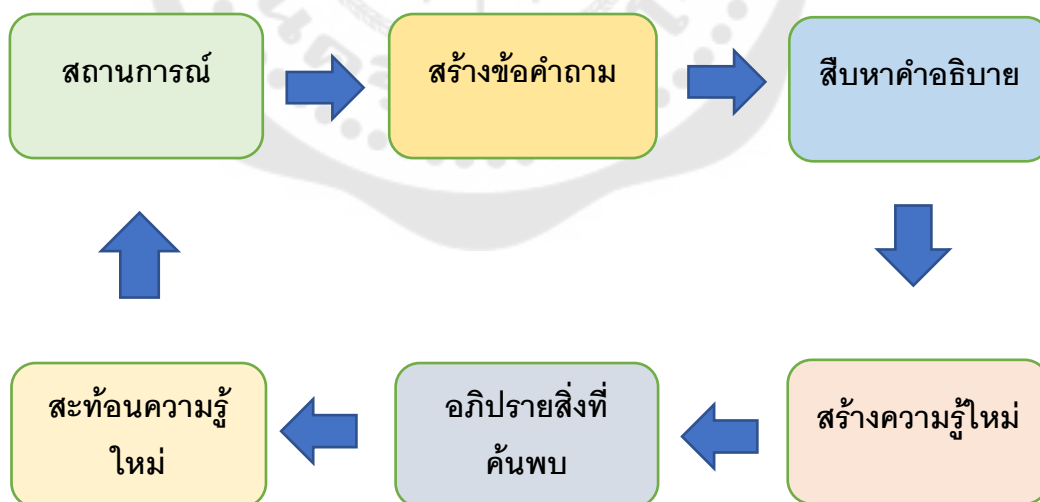 สถานการณ์
สร้างข้อคำถาม
สืบหาคำอธิบาย
สร้างความรู้ใหม่
อภิปรายสิ่งที่
ค้นพบ
สะท้อนความรู้
ใหม่